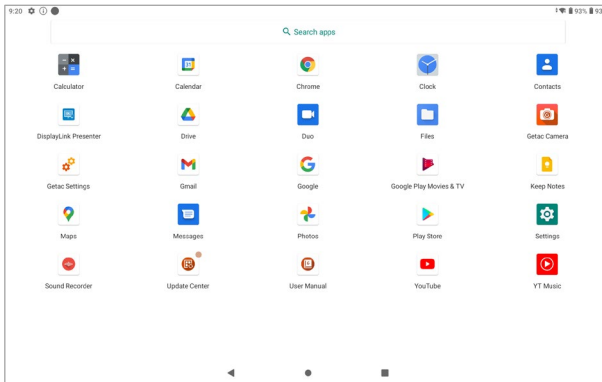 9:20 93% 93
Search apps
Calculator Calendar Chrome Clock Contacts
DisplayLink Presenter Drive Duo Files Getac Camera
Getac Settings Gmail Google Google Play Movies & TV Keep Notes
Maps Messages Photos Play Store Settings
Sound Recorder Update Center User Manual YouTube YT Music